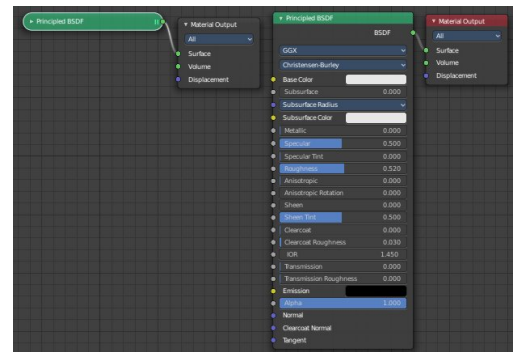 Principled BSDF
Material Output
All
Surface
Volume
Displacement
Principled BSDF
BSDF
GGX
Christensen-Burley
Base Color
Subsurface 0.000
Subsurface Radius
Subsurface Color
Metallic 0.000
Specular 0.500
Specular Tint 0.000
Roughness 0.520
Anisotropic 0.000
Anisotropic Rotation 0.000
Sheen 0.000
Sheen Tint 0.500
Clearcoat 0.000
Clearcoat Roughness 0.030
IOR 1.450
Transmission 0.000
Transmission Roughness 0.000
Emission
Alpha 1.000
Normal
Clearcoat Normal
Tangent
Material Output
All
Surface
Volume
Displacement